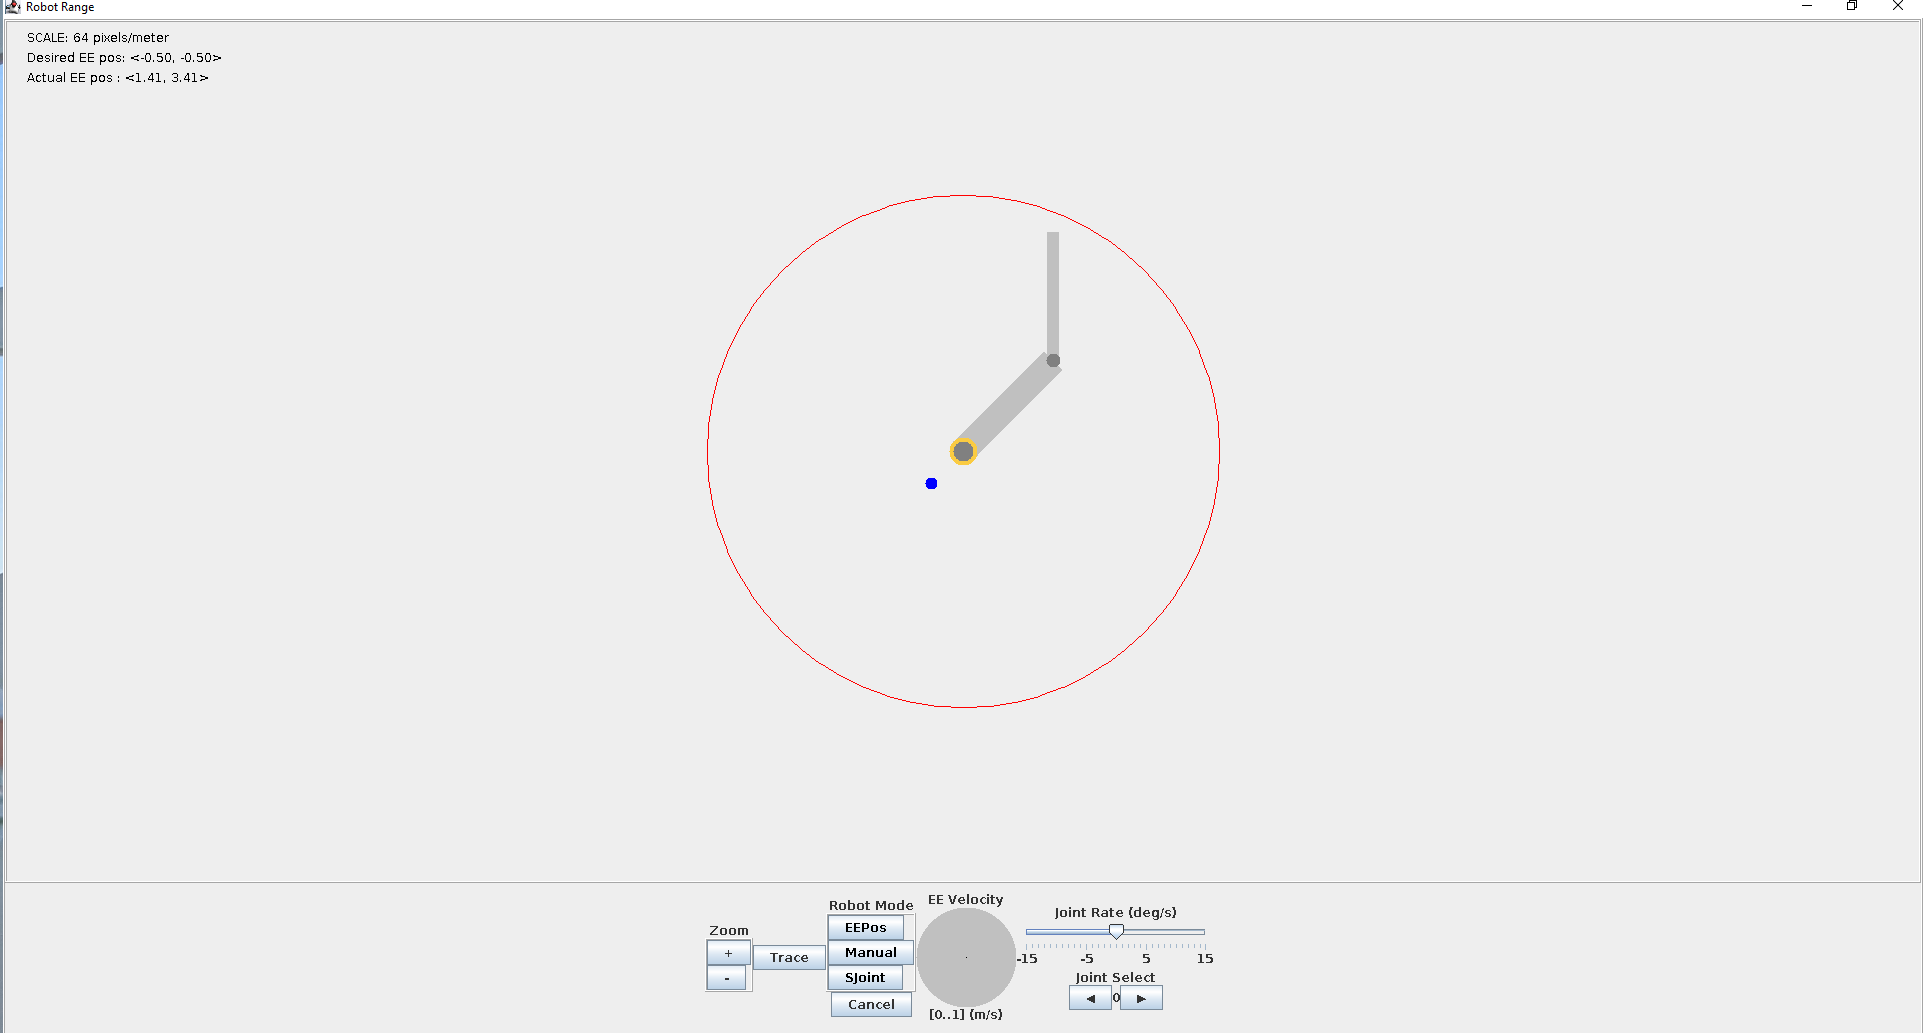 Robot Range
SCALE: 64 pixels/meter
Desired EE pos: <-0.50, -0.50>
Actual EE pos : <1.41, 3.41>
Zoom
+
-
Trace
Robot Mode
EEPos
Manual
SJoint
Cancel
EE Velocity
[0..1] (m/s)
Joint Rate (deg/s)
-15 -5 5 15
Joint Select
0